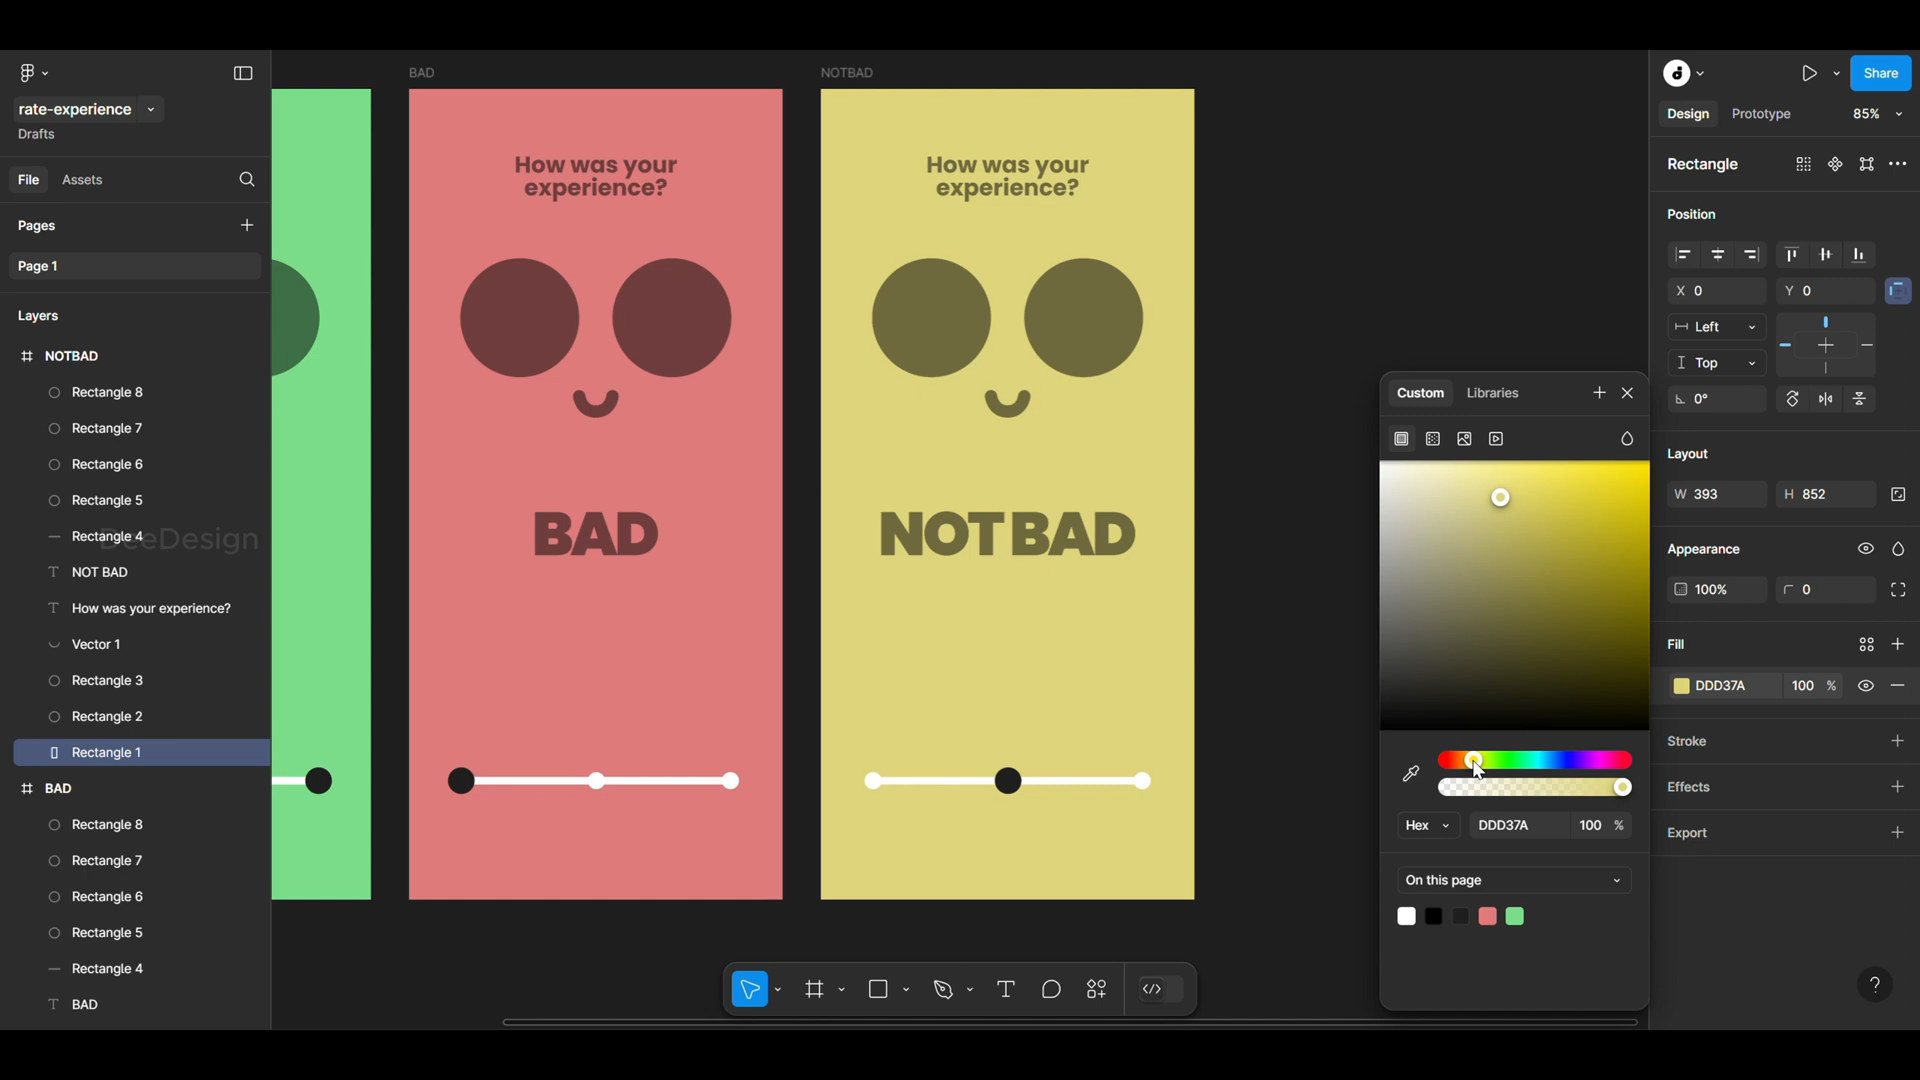 rate-experience
Drafts
File
Assets
Pages
Page 1
Layers
NOTBAD
Rectangle 8
Rectangle 7
Rectangle 6
Rectangle 5
Rectangle 4
DeeDesign
NOT BAD
How was your experience?
Vector 1
Rectangle 3
Rectangle 2
Rectangle 1
BAD
Rectangle 8
Rectangle 7
Rectangle 6
Rectangle 5
Rectangle 4
BAD
BAD
How was your
experience?
BAD
NOTBAD
How was your
experience?
NOT BAD
Custom
Libraries
Hex
DDD37A
100 %
On this page
Share
Design
Prototype
85%
Rectangle
Position
X 0
Y 0
Left
Top
0°
Layout
W 393
H 852
Appearance
100%
0
Fill
DDD37A
100 %
Stroke
Effects
Export
?